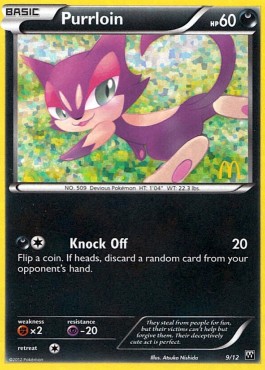 BASIC
Purrloin HP60
NO. 509 Devious Pokémon HT: 1'04" WT: 22.3 lbs.
Knock Off 20
Flip a coin. If heads, discard a random card from your
opponent's hand.
weakness resistance
×2 -20
retreat
They steal from people for fun,
but their victims can't help but
forgive them. Their deceptively
cute act is perfect.
©2012 Pokémon Illus. Atsuko Nishida 9/12